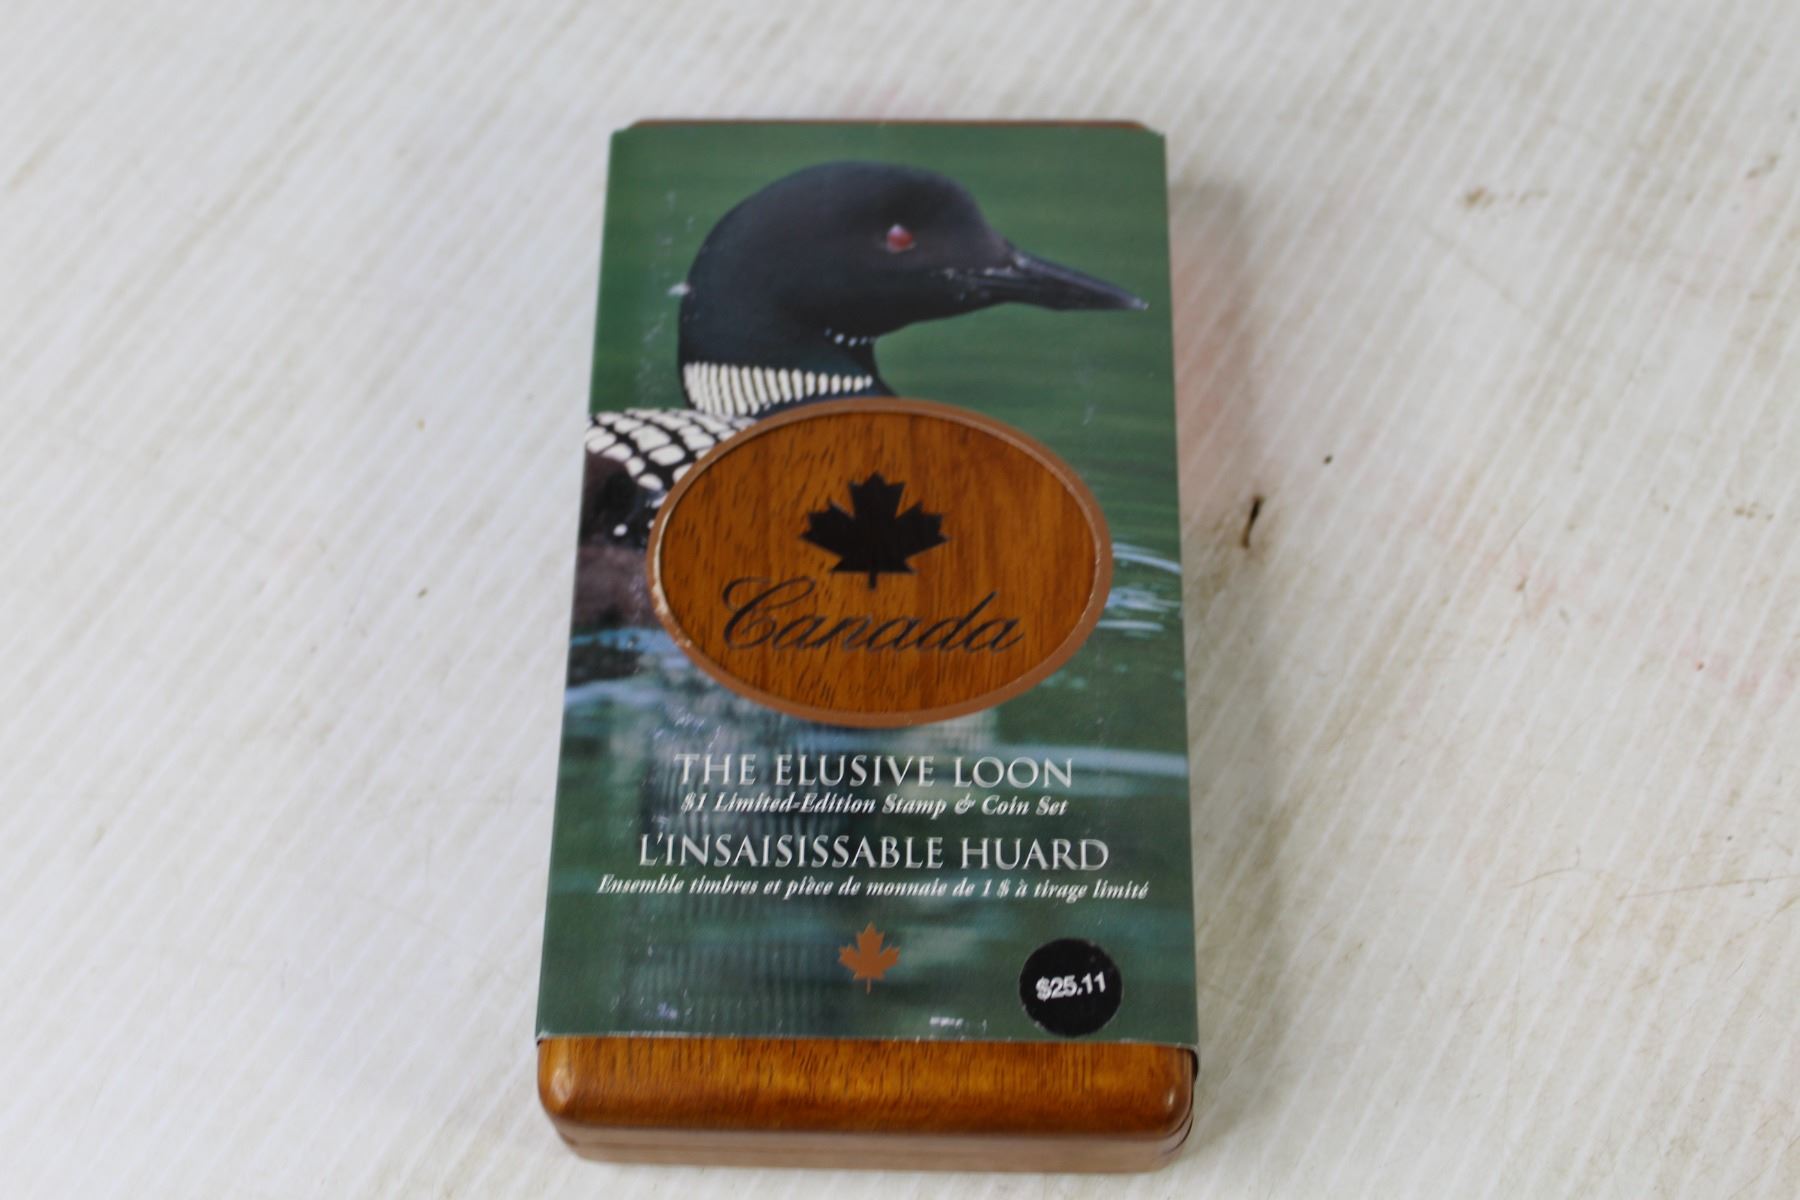 Canada
THE ELUSIVE LOON
$1 Limited-Edition Stamp & Coin Set
L'INSAISISSABLE HUARD
Ensemble timbres et pièce de monnaie de 1 $ à tirage limité
$25.11